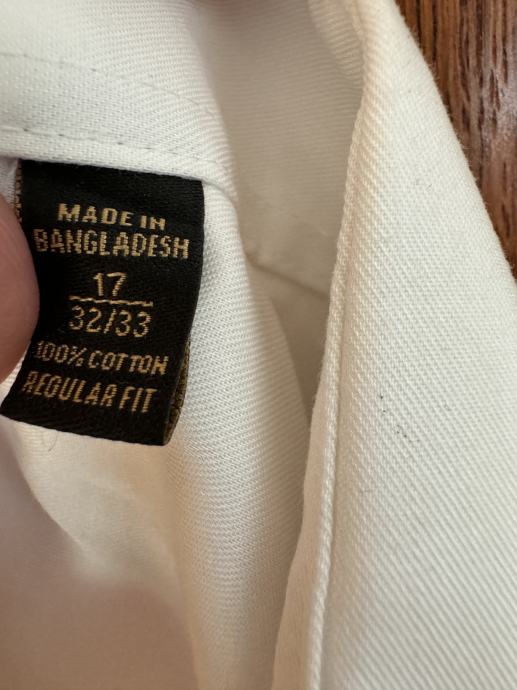 MADE IN
BANGLADESH
17
32/33
100% COTTON
REGULAR FIT